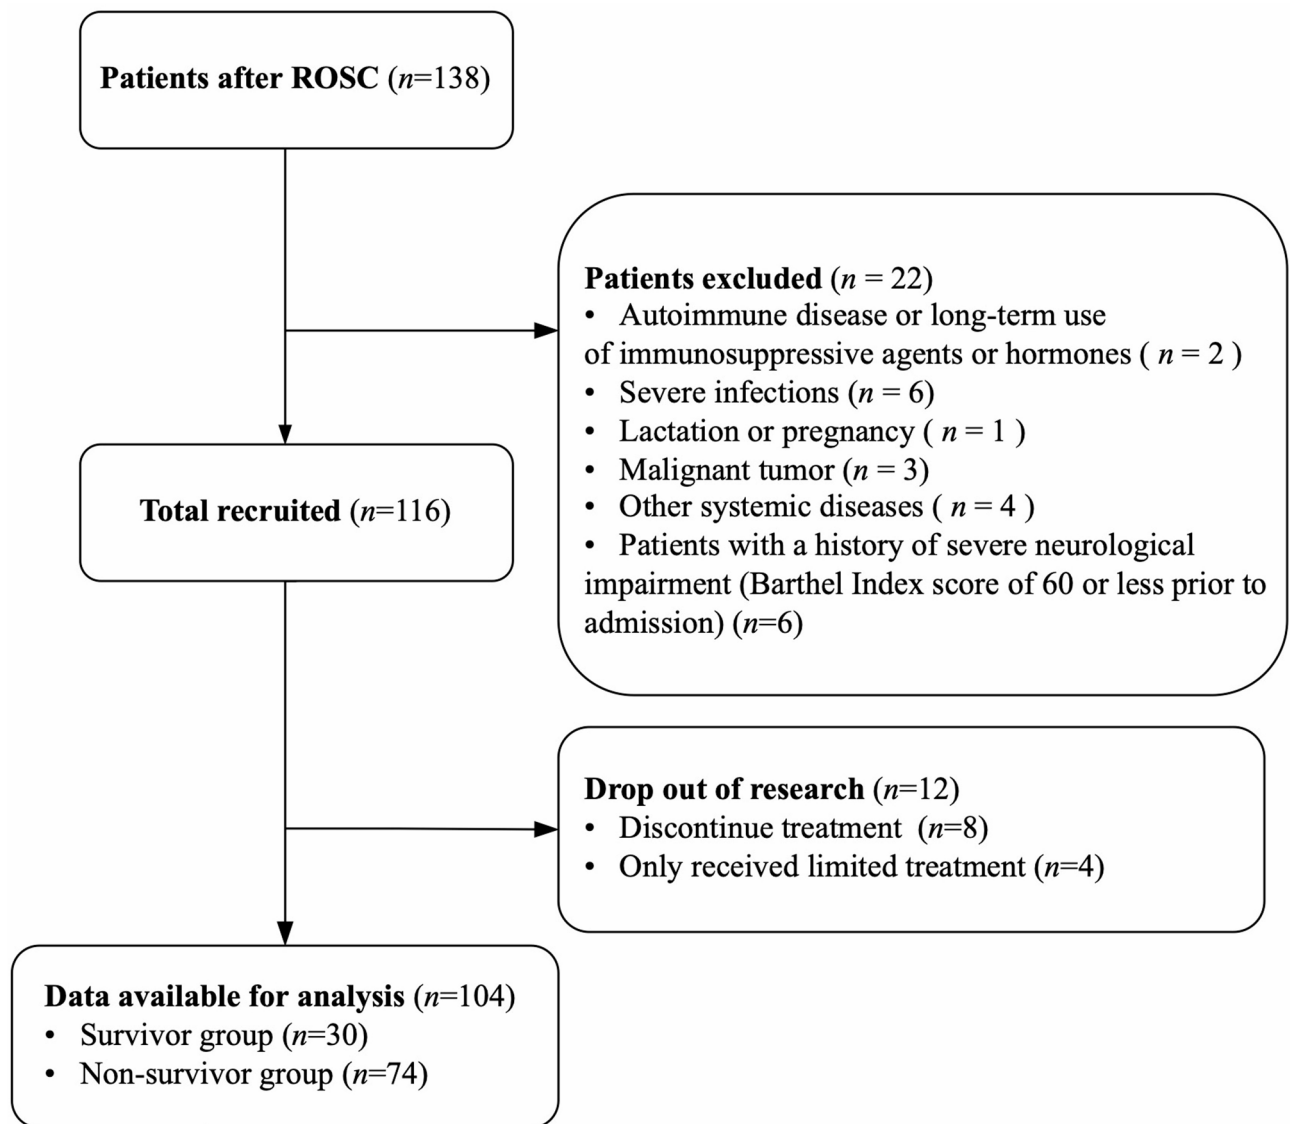 Patients after ROSC (n=138)
Patients excluded (n = 22)
• Autoimmune disease or long-term use
of immunosuppressive agents or hormones ( n = 2 )
• Severe infections (n = 6)
• Lactation or pregnancy ( n = 1 )
• Malignant tumor (n = 3)
• Other systemic diseases ( n = 4 )
• Patients with a history of severe neurological
impairment (Barthel Index score of 60 or less prior to
admission) (n=6)
Total recruited (n=116)
Drop out of research (n=12)
• Discontinue treatment (n=8)
• Only received limited treatment (n=4)
Data available for analysis (n=104)
• Survivor group (n=30)
• Non-survivor group (n=74)